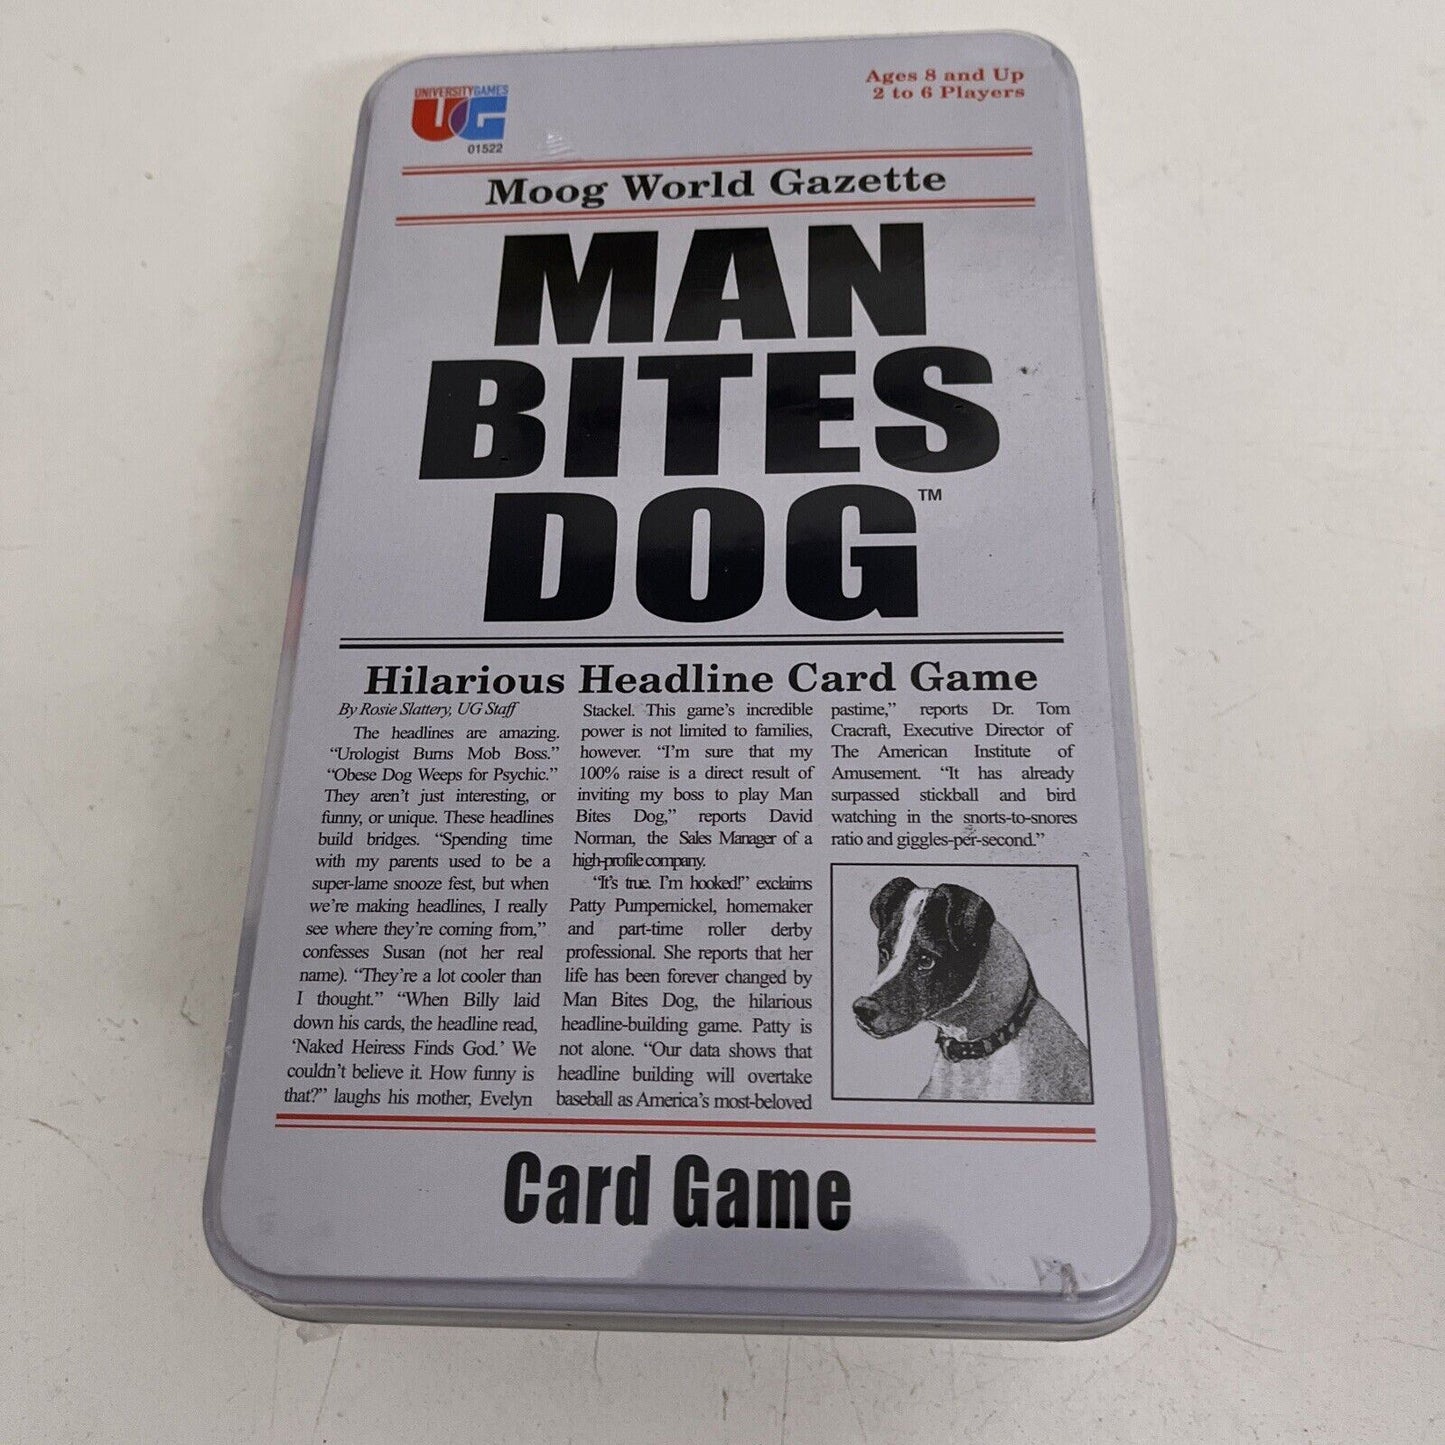 UNIVERSITYGAMES
UG
01522
Ages 8 and Up
2 to 6 Players
Moog World Gazette
MAN
BITES
DOG™
Hilarious Headline Card Game
By Rosie Slattery, UG Staff
The headlines are amazing.
“Urologist Burns Mob Boss.”
“Obese Dog Weeps for Psychic.”
They aren’t just interesting, or
funny, or unique. These headlines
build bridges. “Spending time
with my parents used to be a
super-lame snooze fest, but when
we’re making headlines, I really
see where they’re coming from,”
confesses Susan (not her real
name). “They’re a lot cooler than
I thought.” “When Billy laid
down his cards, the headline read,
‘Naked Heiress Finds God.’ We
couldn’t believe it. How funny is
that?” laughs his mother, Evelyn
Stackel. This game’s incredible
power is not limited to families,
however. “I’m sure that my
100% raise is a direct result of
inviting my boss to play Man
Bites Dog,” reports David
Norman, the Sales Manager of a
high-profile company.
“It’s true. I’m hooked!” exclaims
Patty Pumpernickel, homemaker
and part-time roller derby
professional. She reports that her
life has been forever changed by
Man Bites Dog, the hilarious
headline-building game. Patty is
not alone. “Our data shows that
headline building will overtake
baseball as America’s most-beloved
pastime,” reports Dr. Tom
Cracraft, Executive Director of
The American Institute of
Amusement. “It has already
surpassed stickball and bird
watching in the snorts-to-snores
ratio and giggles-per-second.”
Card Game